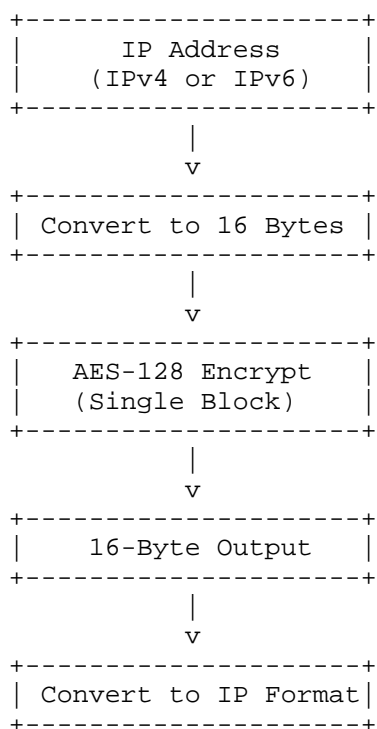 IP Address
(IPv4 or IPv6)
Convert to 16 Bytes
AES-128 Encrypt
(Single Block)
16-Byte Output
Convert to IP Format